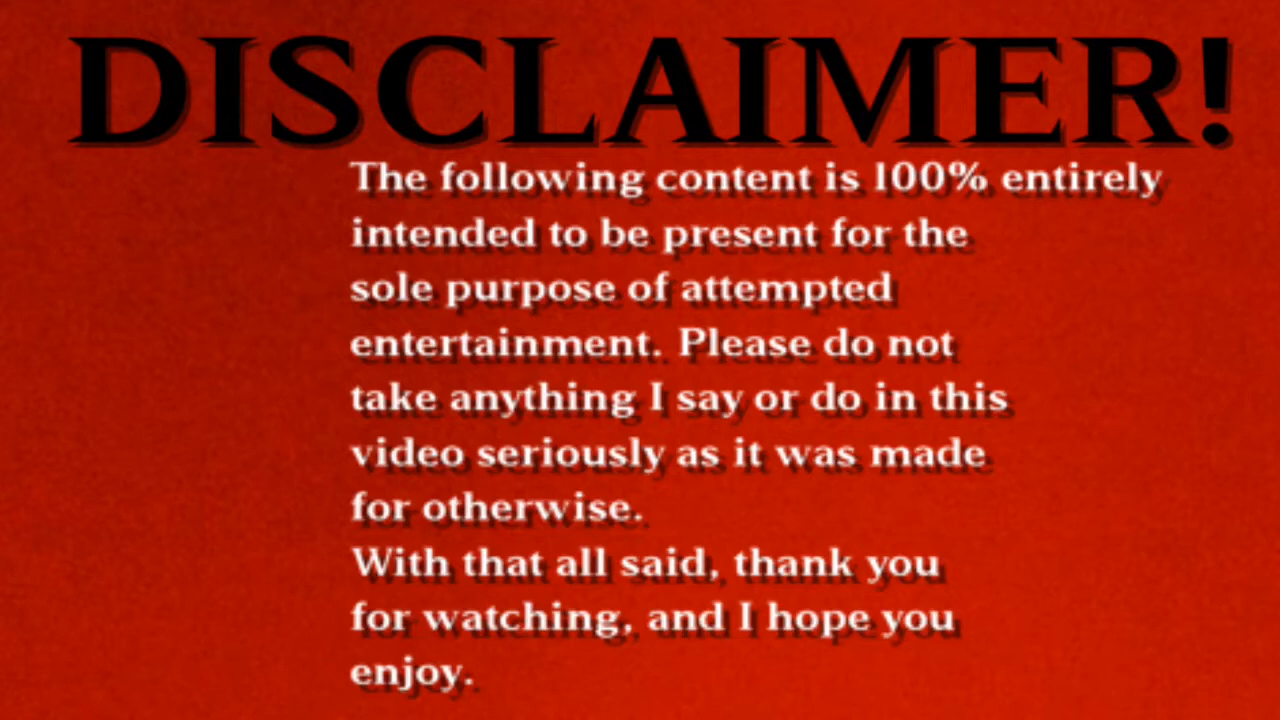 DISCLAIMER!
The following content is 100% entirely
intended to be present for the
sole purpose of attempted
entertainment. Please do not
take anything I say or do in this
video seriously as it was made
for otherwise.
With that all said, thank you
for watching, and I hope you
enjoy.